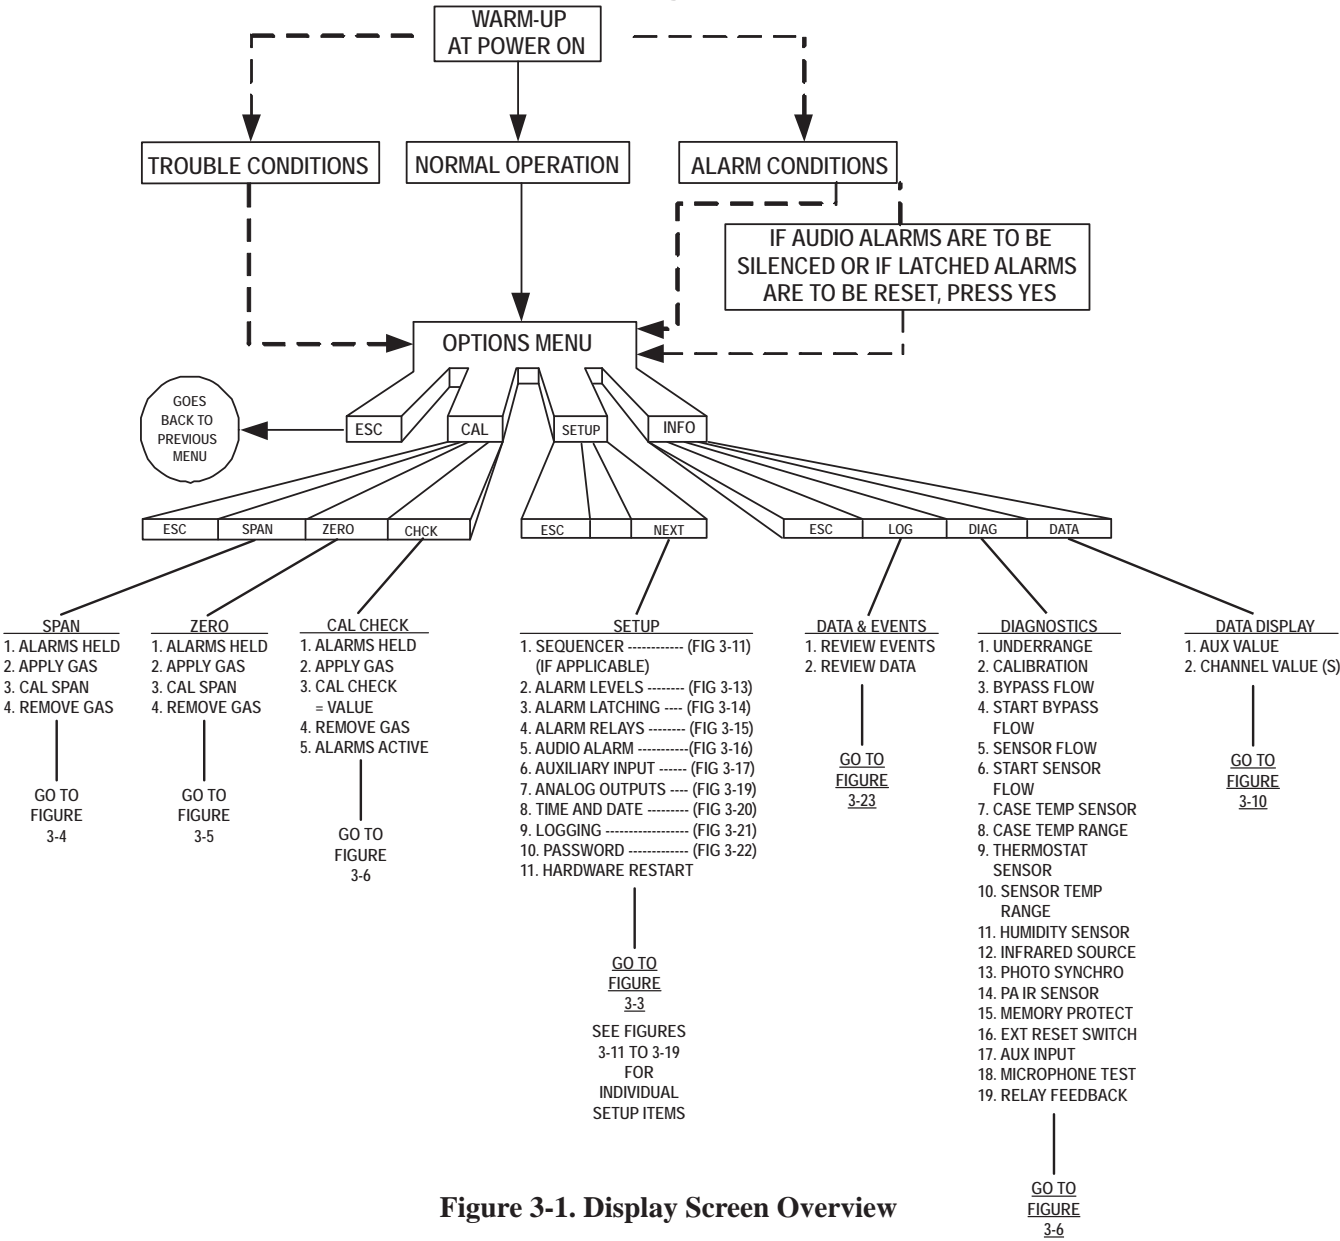 WARM-UP
AT POWER ON
TROUBLE CONDITIONS
NORMAL OPERATION
ALARM CONDITIONS
IF AUDIO ALARMS ARE TO BE
SILENCED OR IF LATCHED ALARMS
ARE TO BE RESET, PRESS YES
OPTIONS MENU
GOES
BACK TO
PREVIOUS
MENU
ESC
CAL
SETUP
INFO
ESC
SPAN
ZERO
CHCK
ESC
NEXT
ESC
LOG
DIAG
DATA
SPAN
1. ALARMS HELD
2. APPLY GAS
3. CAL SPAN
4. REMOVE GAS
GO TO
FIGURE
3-4
ZERO
1. ALARMS HELD
2. APPLY GAS
3. CAL SPAN
4. REMOVE GAS
GO TO
FIGURE
3-5
CAL CHECK
1. ALARMS HELD
2. APPLY GAS
3. CAL CHECK
= VALUE
4. REMOVE GAS
5. ALARMS ACTIVE
GO TO
FIGURE
3-6
SETUP
1. SEQUENCER ------------ (FIG 3-11)
(IF APPLICABLE)
2. ALARM LEVELS -------- (FIG 3-13)
3. ALARM LATCHING ---- (FIG 3-14)
4. ALARM RELAYS -------- (FIG 3-15)
5. AUDIO ALARM -----------(FIG 3-16)
6. AUXILIARY INPUT ------ (FIG 3-17)
7. ANALOG OUTPUTS ---- (FIG 3-19)
8. TIME AND DATE --------- (FIG 3-20)
9. LOGGING ------------------ (FIG 3-21)
10. PASSWORD ------------- (FIG 3-22)
11. HARDWARE RESTART
GO TO
FIGURE
3-3
SEE FIGURES
3-11 TO 3-19
FOR
INDIVIDUAL
SETUP ITEMS
DATA & EVENTS
1. REVIEW EVENTS
2. REVIEW DATA
GO TO
FIGURE
3-23
DIAGNOSTICS
1. UNDERRANGE
2. CALIBRATION
3. BYPASS FLOW
4. START BYPASS
FLOW
5. SENSOR FLOW
6. START SENSOR
FLOW
7. CASE TEMP SENSOR
8. CASE TEMP RANGE
9. THERMOSTAT
SENSOR
10. SENSOR TEMP
RANGE
11. HUMIDITY SENSOR
12. INFRARED SOURCE
13. PHOTO SYNCHRO
14. PA IR SENSOR
15. MEMORY PROTECT
16. EXT RESET SWITCH
17. AUX INPUT
18. MICROPHONE TEST
19. RELAY FEEDBACK
GO TO
FIGURE
3-6
DATA DISPLAY
1. AUX VALUE
2. CHANNEL VALUE (S)
GO TO
FIGURE
3-10
Figure 3-1. Display Screen Overview